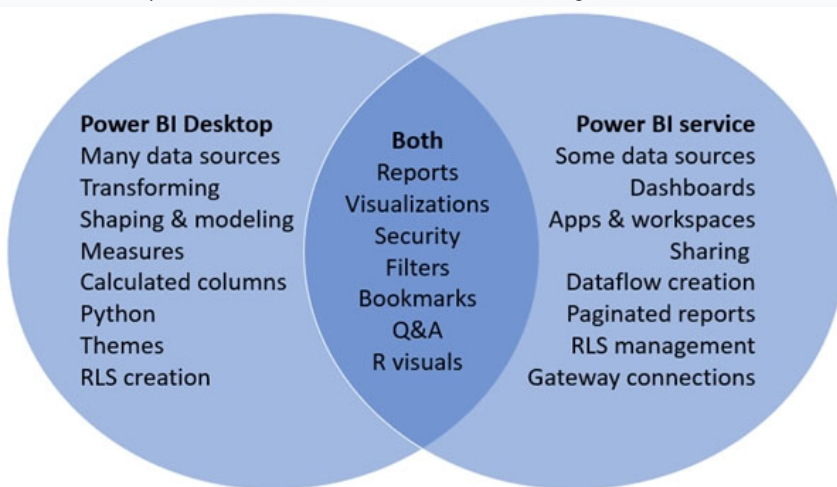 Power BI Desktop
Many data sources
Transforming
Shaping & modeling
Measures
Calculated columns
Python
Themes
RLS creation
Both
Reports
Visualizations
Security
Filters
Bookmarks
Q&A
R visuals
Power BI service
Some data sources
Dashboards
Apps & workspaces
Sharing
Dataflow creation
Paginated reports
RLS management
Gateway connections